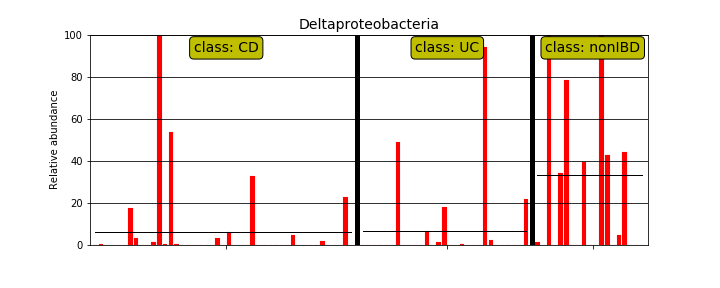 Deltaproteobacteria
class: CD
class: UC
class: nonIBD
Relative abundance
100
80
60
40
20
0